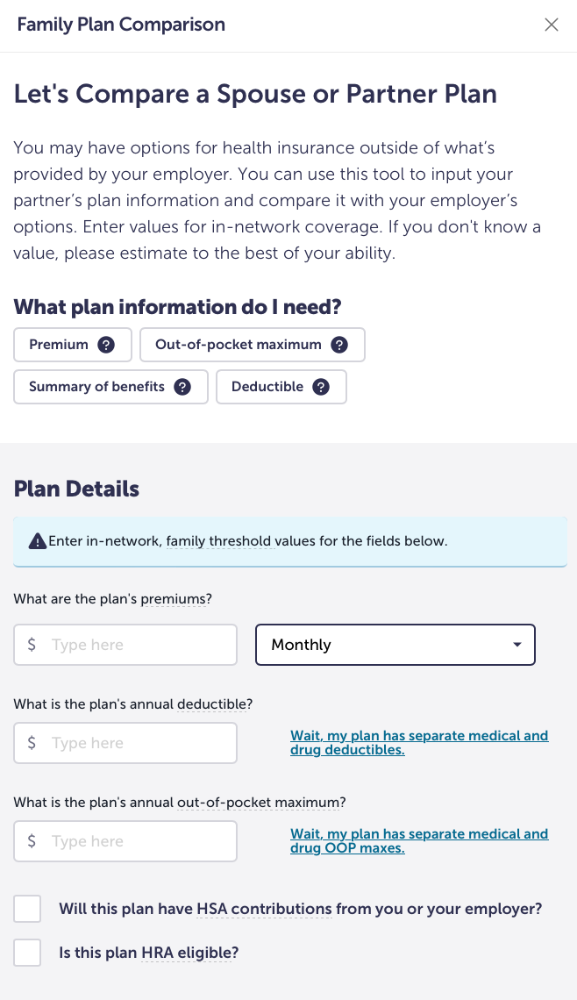 Family Plan Comparison
Let's Compare a Spouse or Partner Plan
You may have options for health insurance outside of what’s
provided by your employer. You can use this tool to input your
partner’s plan information and compare it with your employer’s
options. Enter values for in-network coverage. If you don't know a
value, please estimate to the best of your ability.
What plan information do I need?
Premium ?
Out-of-pocket maximum ?
Summary of benefits ?
Deductible ?
Plan Details
Enter in-network, family threshold values for the fields below.
What are the plan's premiums?
$ Type here
Monthly
What is the plan's annual deductible?
$ Type here
Wait, my plan has separate medical and
drug deductibles.
What is the plan's annual out-of-pocket maximum?
$ Type here
Wait, my plan has separate medical and
drug OOP maxes.
Will this plan have HSA contributions from you or your employer?
Is this plan HRA eligible?